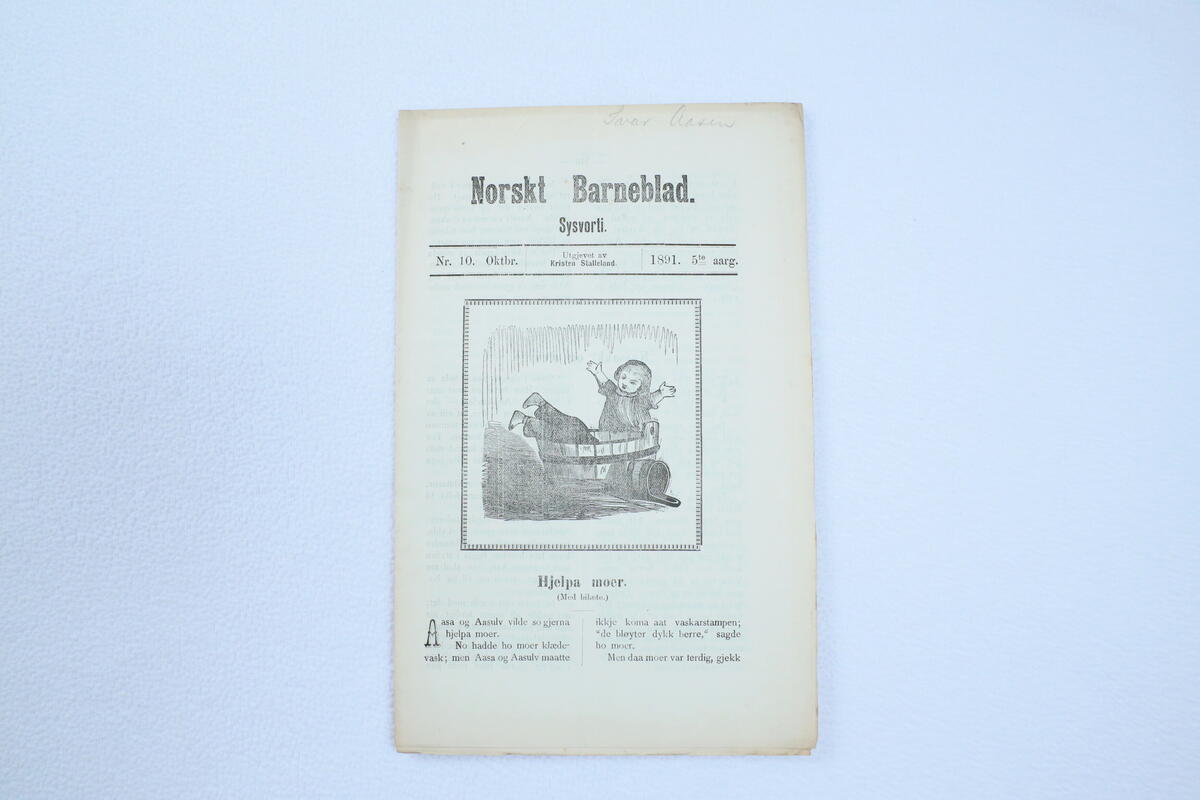 Ivar Aasen
Norskt Barneblad.
Sysvorti.
Nr. 10. Oktbr.
Utgjevet av
Kristen Stalleland.
1891. 5te aarg.
Hjelpa moer.
(Med bilæte.)
Aasa og Aasulv vilde so gjerna
hjelpa moer.
No hadde ho moer klæde-
vask; men Aasa og Aasulv maatte
ikkje koma aat vaskarstampen;
"de bløyter dykk berre," sagde
ho moer.
Men daa moer var ferdig, gjekk